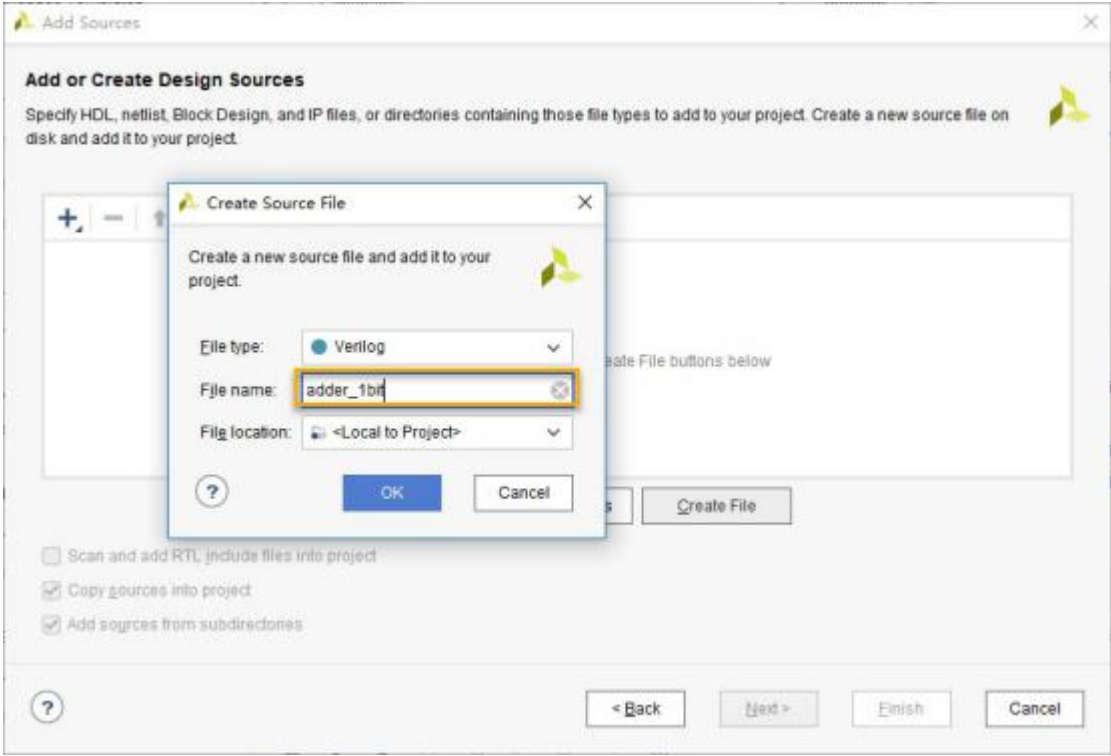 Add Sources
Add or Create Design Sources
Specify HDL, netlist, Block Design, and IP files, or directories containing those file types to add to your project. Create a new source file on
disk and add it to your project.
Create Source File
Create a new source file and add it to your
project.
File type: Verilog
eate File buttons below
File name: adder_1bit
File location: <Local to Project>
? OK Cancel
s Create File
Scan and add RTL include files into project
Copy sources into project
Add sources from subdirectories
? < Back Next > Finish Cancel